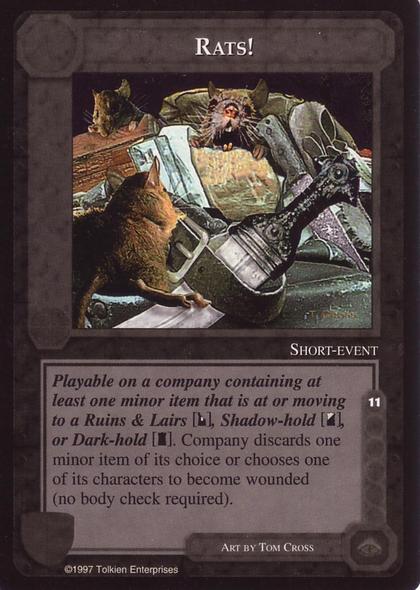 RATS!
SHORT-EVENT
Playable on a company containing at
least one minor item that is at or moving
to a Ruins & Lairs [], Shadow-hold [],
or Dark-hold []. Company discards one
minor item of its choice or chooses one
of its characters to become wounded
(no body check required).
11
ART BY TOM CROSS
©1997 Tolkien Enterprises